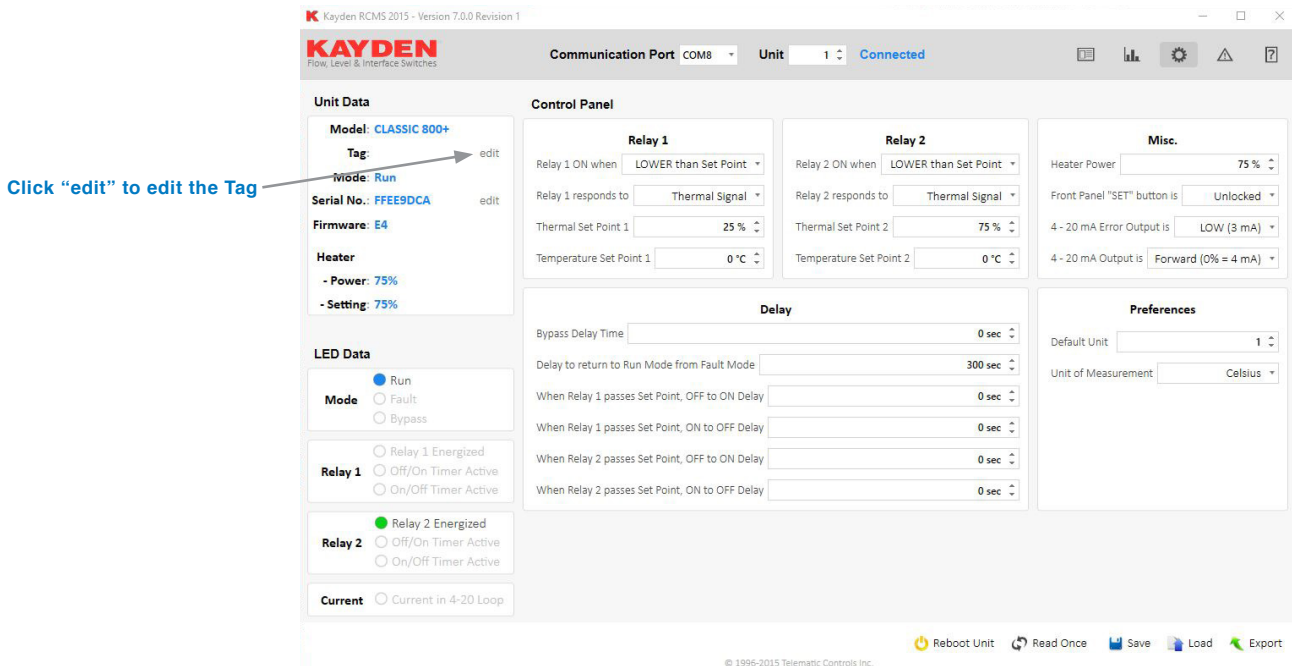 Kayden RCMS 2015 - Version 7.0.0 Revision 1
KAYDEN
Flow, Level & Interface Switches
Communication Port COM8 Unit 1 Connected
Unit Data
Model: CLASSIC 800+
Tag: edit
Click “edit” to edit the Tag
Mode: Run
Serial No.: FFEE9DCA edit
Firmware: E4
Heater
- Power: 75%
- Setting: 75%
LED Data
Mode
Run
Fault
Bypass
Relay 1
Relay 1 Energized
Off/On Timer Active
On/Off Timer Active
Relay 2
Relay 2 Energized
Off/On Timer Active
On/Off Timer Active
Current Current in 4-20 Loop
Control Panel
Relay 1
Relay 1 ON when LOWER than Set Point
Relay 1 responds to Thermal Signal
Thermal Set Point 1 25 %
Temperature Set Point 1 0 °C
Relay 2
Relay 2 ON when LOWER than Set Point
Relay 2 responds to Thermal Signal
Thermal Set Point 2 75 %
Temperature Set Point 2 0 °C
Misc.
Heater Power 75 %
Front Panel "SET" button is Unlocked
4 - 20 mA Error Output is LOW (3 mA)
4 - 20 mA Output is Forward (0% = 4 mA)
Delay
Bypass Delay Time 0 sec
Delay to return to Run Mode from Fault Mode 300 sec
When Relay 1 passes Set Point, OFF to ON Delay 0 sec
When Relay 1 passes Set Point, ON to OFF Delay 0 sec
When Relay 2 passes Set Point, OFF to ON Delay 0 sec
When Relay 2 passes Set Point, ON to OFF Delay 0 sec
Preferences
Default Unit 1
Unit of Measurement Celsius
Reboot Unit Read Once Save Load Export
© 1996-2015 Telematic Controls Inc.